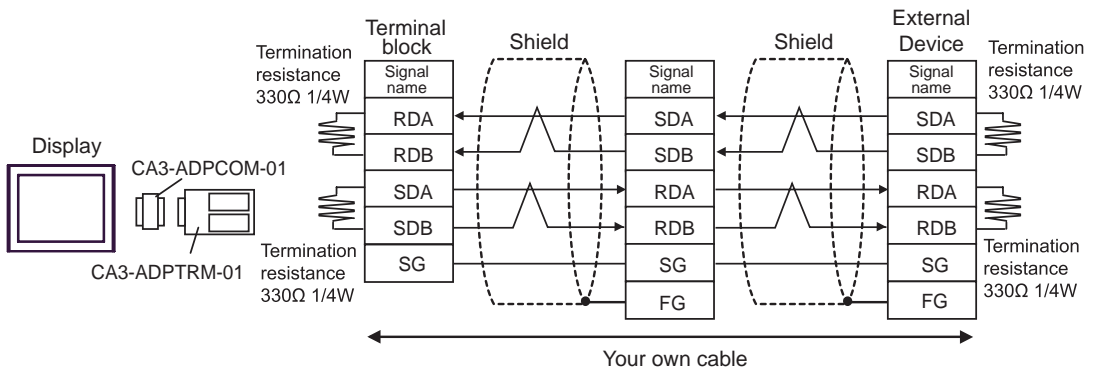 Display
CA3-ADPCOM-01
CA3-ADPTRM-01
Termination
resistance
330Ω 1/4W
Termination
resistance
330Ω 1/4W
Terminal
block
Signal
name
RDA
RDB
SDA
SDB
SG
Shield
Signal
name
SDA
SDB
RDA
RDB
SG
FG
Shield
External
Device
Signal
name
SDA
SDB
RDA
RDB
SG
FG
Termination
resistance
330Ω 1/4W
Termination
resistance
330Ω 1/4W
Your own cable